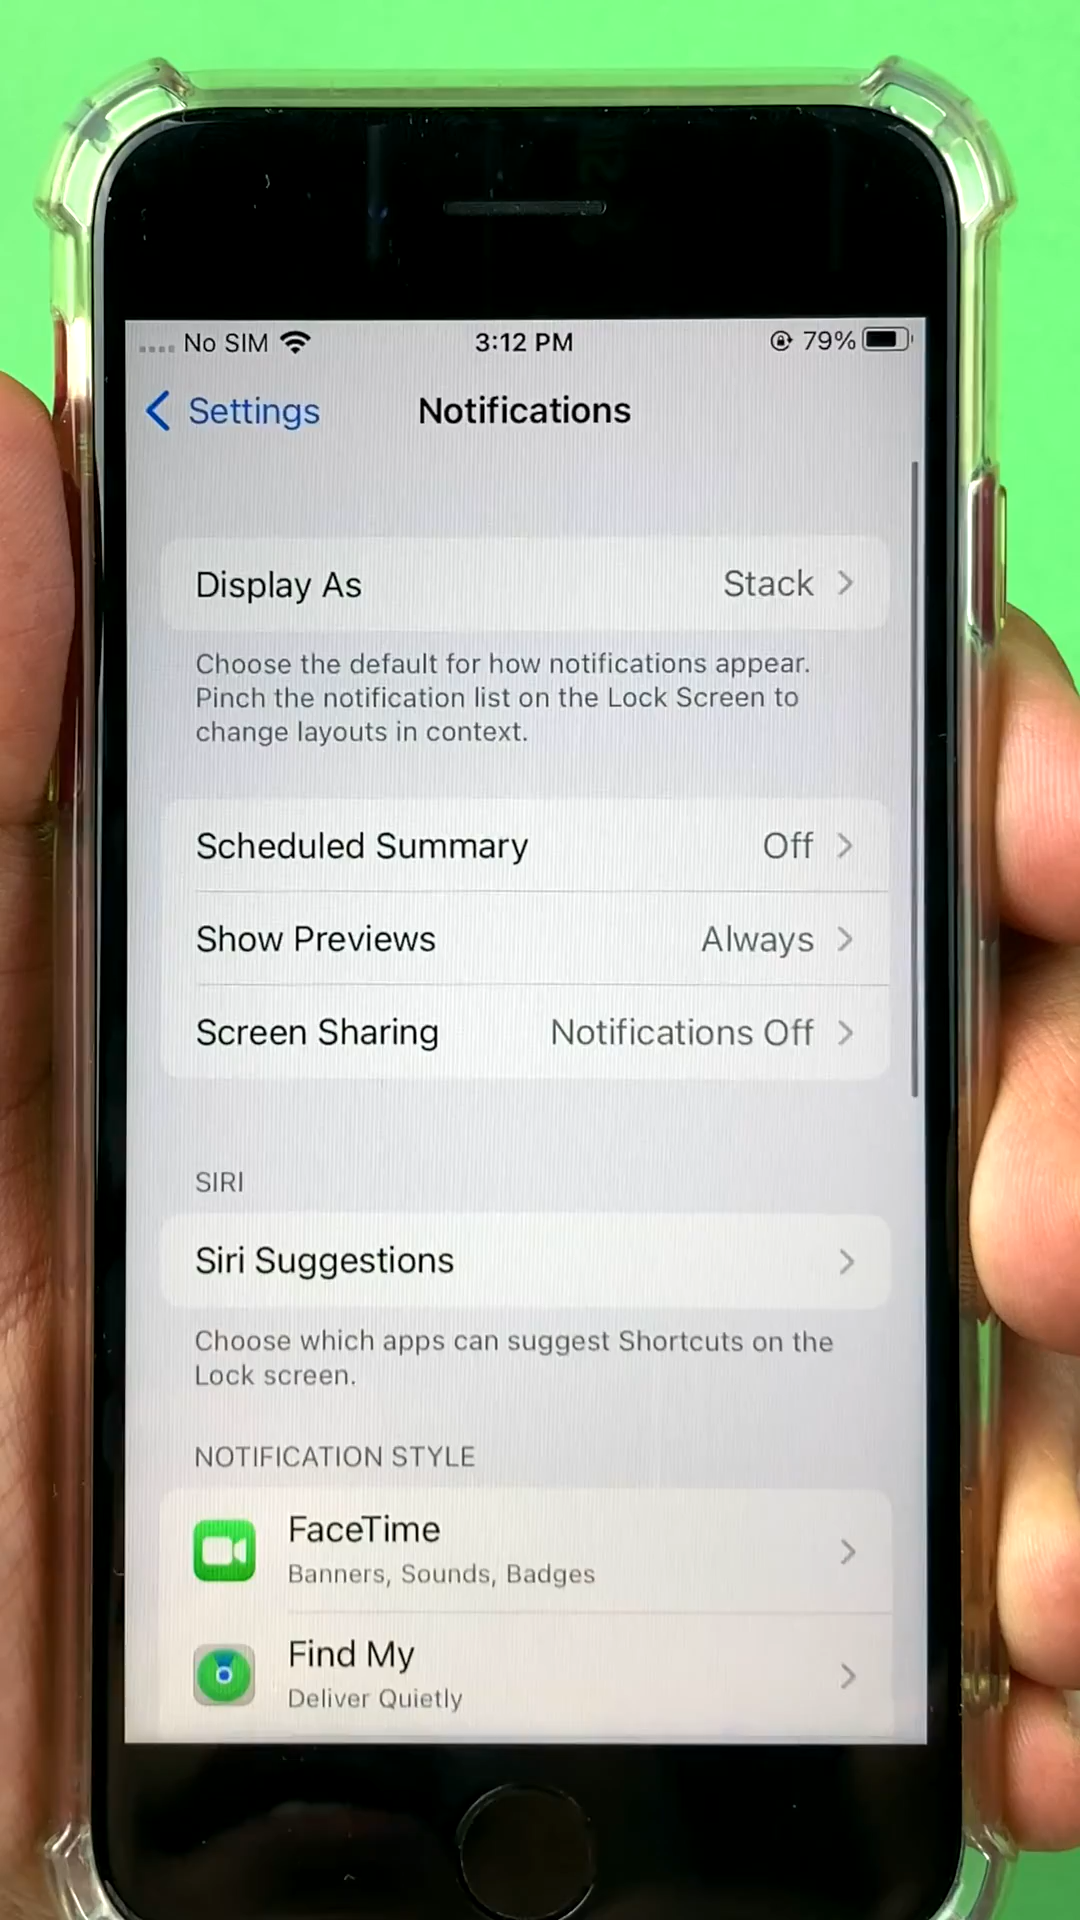 No SIM 3:12 PM 79%
Settings Notifications
Display As Stack
Choose the default for how notifications appear.
Pinch the notification list on the Lock Screen to
change layouts in context.
Scheduled Summary Off
Show Previews Always
Screen Sharing Notifications Off
SIRI
Siri Suggestions
Choose which apps can suggest Shortcuts on the
Lock screen.
NOTIFICATION STYLE
FaceTime
Banners, Sounds, Badges
Find My
Deliver Quietly